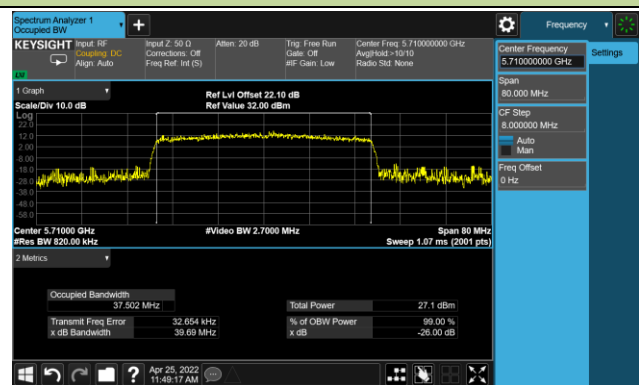 Spectrum Analyzer 1
Occupied BW
Frequency
KEYSIGHT
Input: RF
Coupling: DC
Align: Auto
Input Z: 50 Ω
Corrections: Off
Freq Ref: Int (S)
Atten: 20 dB
Trig: Free Run
Gate: Off
#IF Gain: Low
Center Freq: 5.710000000 GHz
Avg|Hold:>10/10
Radio Std: None
Center Frequency
5.710000000 GHz
Settings
Span
80.000 MHz
CF Step
8.000000 MHz
Auto
Man
Freq Offset
0 Hz
1 Graph
Scale/Div 10.0 dB
Ref Lvl Offset 22.10 dB
Ref Value 32.00 dBm
Log
22.0
12.0
2.00
-8.00
-18.0
-28.0
-38.0
-48.0
-58.0
Center 5.71000 GHz
#Res BW 820.00 kHz
#Video BW 2.7000 MHz
Span 80 MHz
Sweep 1.07 ms (2001 pts)
2 Metrics
Occupied Bandwidth
37.502 MHz
Total Power 27.1 dBm
Transmit Freq Error 32.654 kHz
% of OBW Power 99.00 %
x dB Bandwidth 39.69 MHz
x dB -26.00 dB
?
Apr 25, 2022
11:49:17 AM